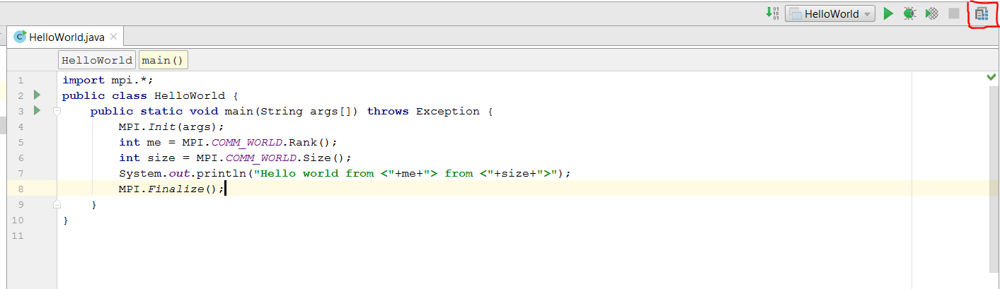 HelloWorld
HelloWorld.java
HelloWorld main()
1 import mpi.*;
2 public class HelloWorld {
3 public static void main(String args[]) throws Exception {
4 MPI.Init(args);
5 int me = MPI.COMM_WORLD.Rank();
6 int size = MPI.COMM_WORLD.Size();
7 System.out.println("Hello world from <"+me+"> from <"+size+">");
8 MPI.Finalize();
9 }
10 }
11